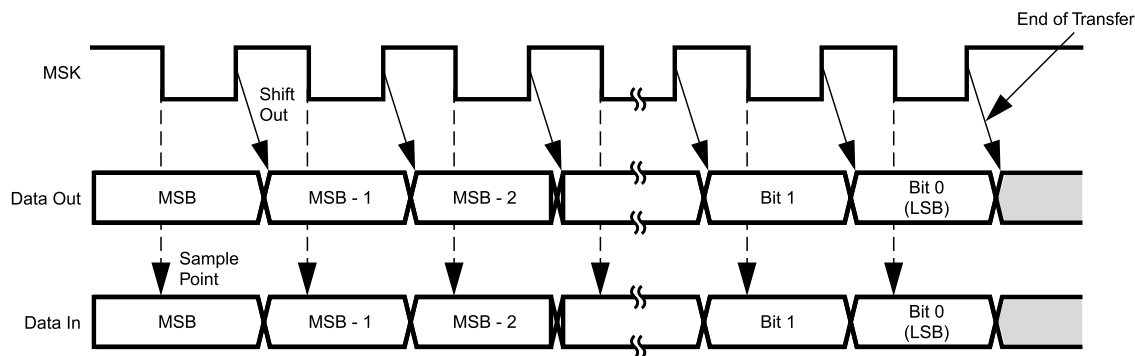 End of Transfer
MSK
Shift
Out
Data Out
MSB
MSB - 1
MSB - 2
Bit 1
Bit 0
(LSB)
Sample
Point
Data In
MSB
MSB - 1
MSB - 2
Bit 1
Bit 0
(LSB)